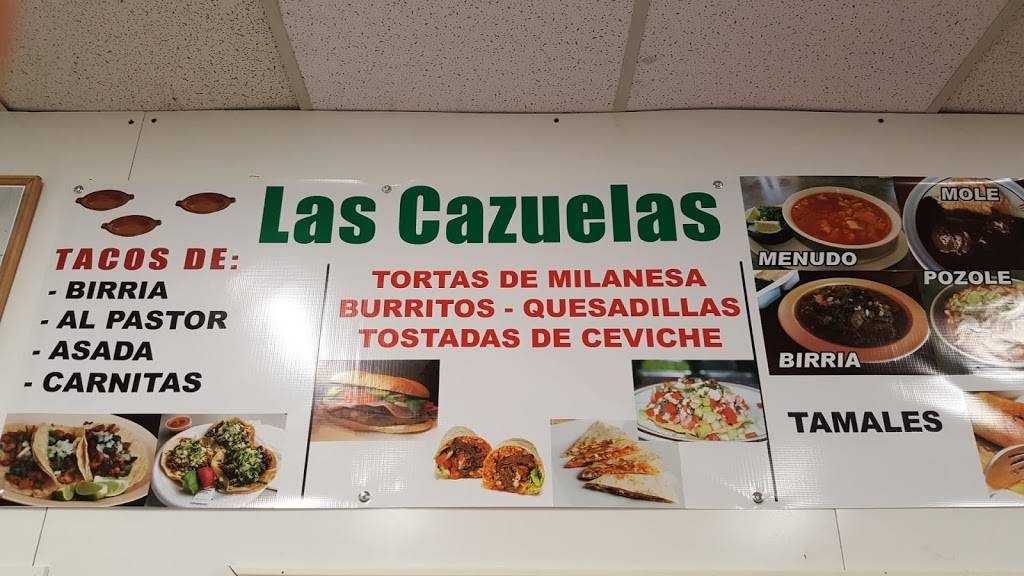 Las Cazuelas
TACOS DE:
- BIRRIA
- AL PASTOR
- ASADA
- CARNITAS
TORTAS DE MILANESA
BURRITOS - QUESADILLAS
TOSTADAS DE CEVICHE
MENUDO
MOLE
BIRRIA
POZOLE
TAMALES